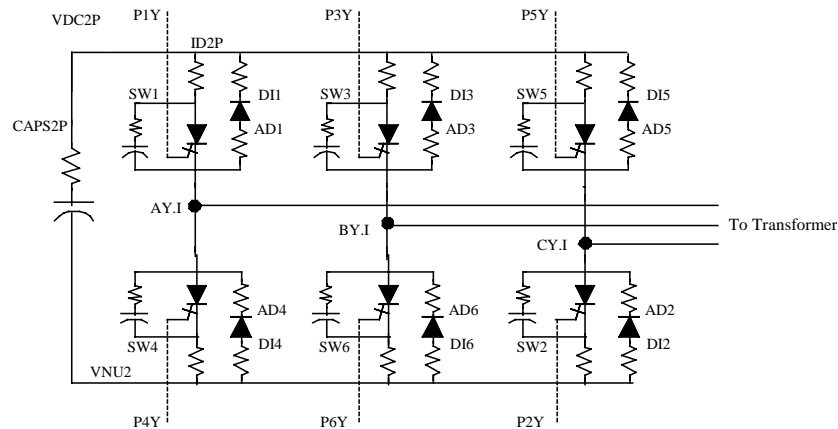 P1Y P3Y P5Y
VDC2P
ID2P
SW1 DI1 SW3 DI3 SW5 DI5
CAPS2P AD1 AD3 AD5
AY.I
BY.I To Transformer
CY.I
AD4 AD6 AD2
SW4 DI4 SW6 DI6 SW2 DI2
VNU2
P4Y P6Y P2Y